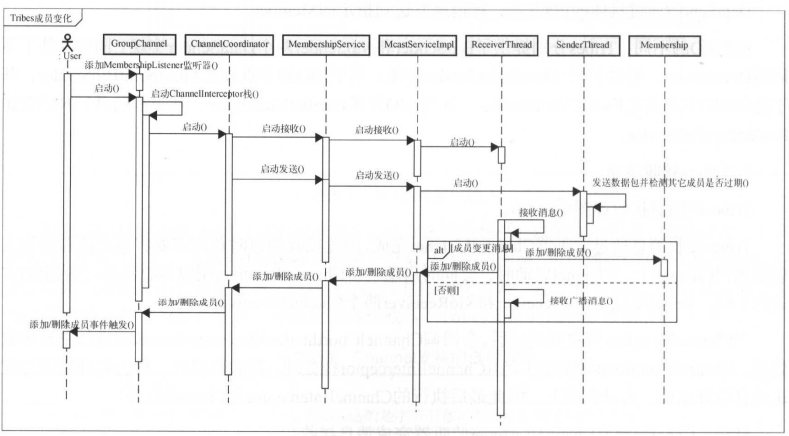 Tribes成员变化
: User
GroupChannel
ChannelCoordinator
MembershipService
McastServiceImpl
ReceiverThread
SenderThread
Membership
添加MembershipListener监听器()
启动()
启动ChannelInterceptor栈()
启动()
启动接收()
启动接收()
启动()
启动发送()
启动发送()
启动()
发送数据包并检测其它成员是否过期()
接收消息()
alt
[成员变更消息]
添加/删除成员()
添加/删除成员()
添加/删除成员()
添加/删除成员()
[否则]
接收广播消息()
添加/删除成员()
添加/删除成员事件触发()